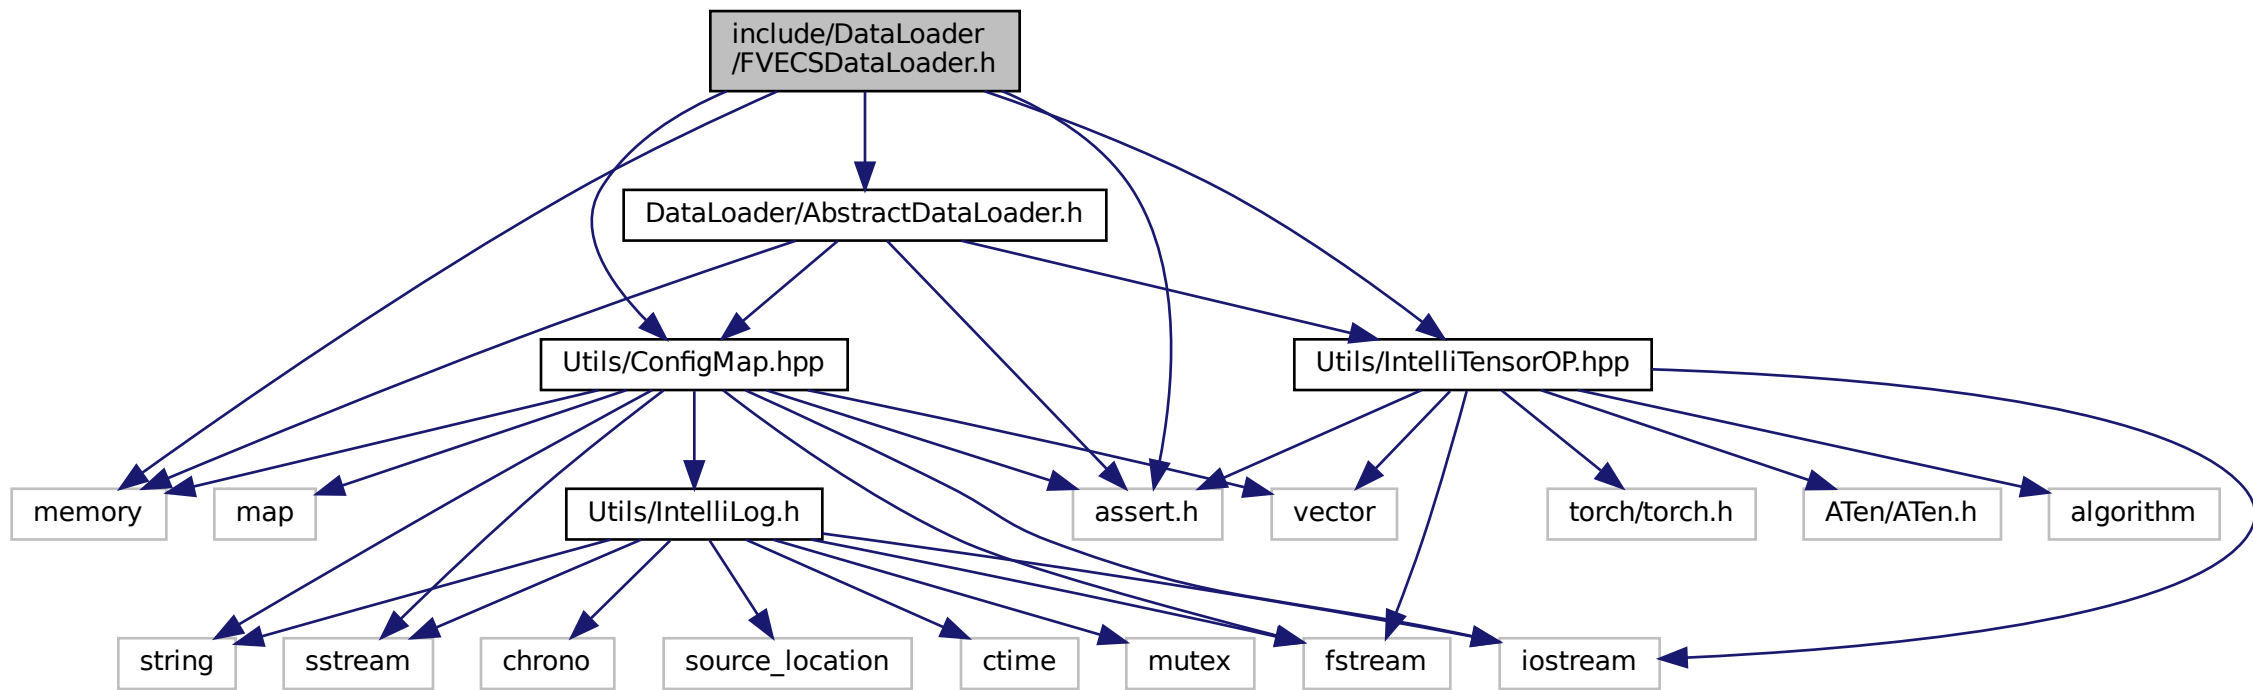 include/DataLoader
/FVECSDataLoader.h
DataLoader/AbstractDataLoader.h
Utils/ConfigMap.hpp
Utils/IntelliTensorOP.hpp
memory
map
Utils/IntelliLog.h
assert.h
vector
torch/torch.h
ATen/ATen.h
algorithm
string
sstream
chrono
source_location
ctime
mutex
fstream
iostream